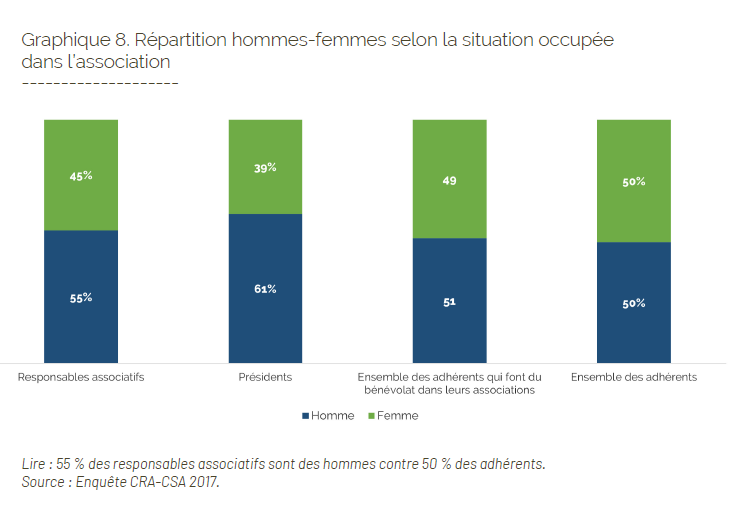 Graphique 8. Répartition hommes-femmes selon la situation occupée
dans l'association
45%
39%
49
50%
55%
61%
51
50%
Responsables associatifs
Présidents
Ensemble des adhérents qui font du
bénévolat dans leurs associations
Ensemble des adhérents
Homme
Femme
Lire : 55 % des responsables associatifs sont des hommes contre 50 % des adhérents.
Source : Enquête CRA-CSA 2017.